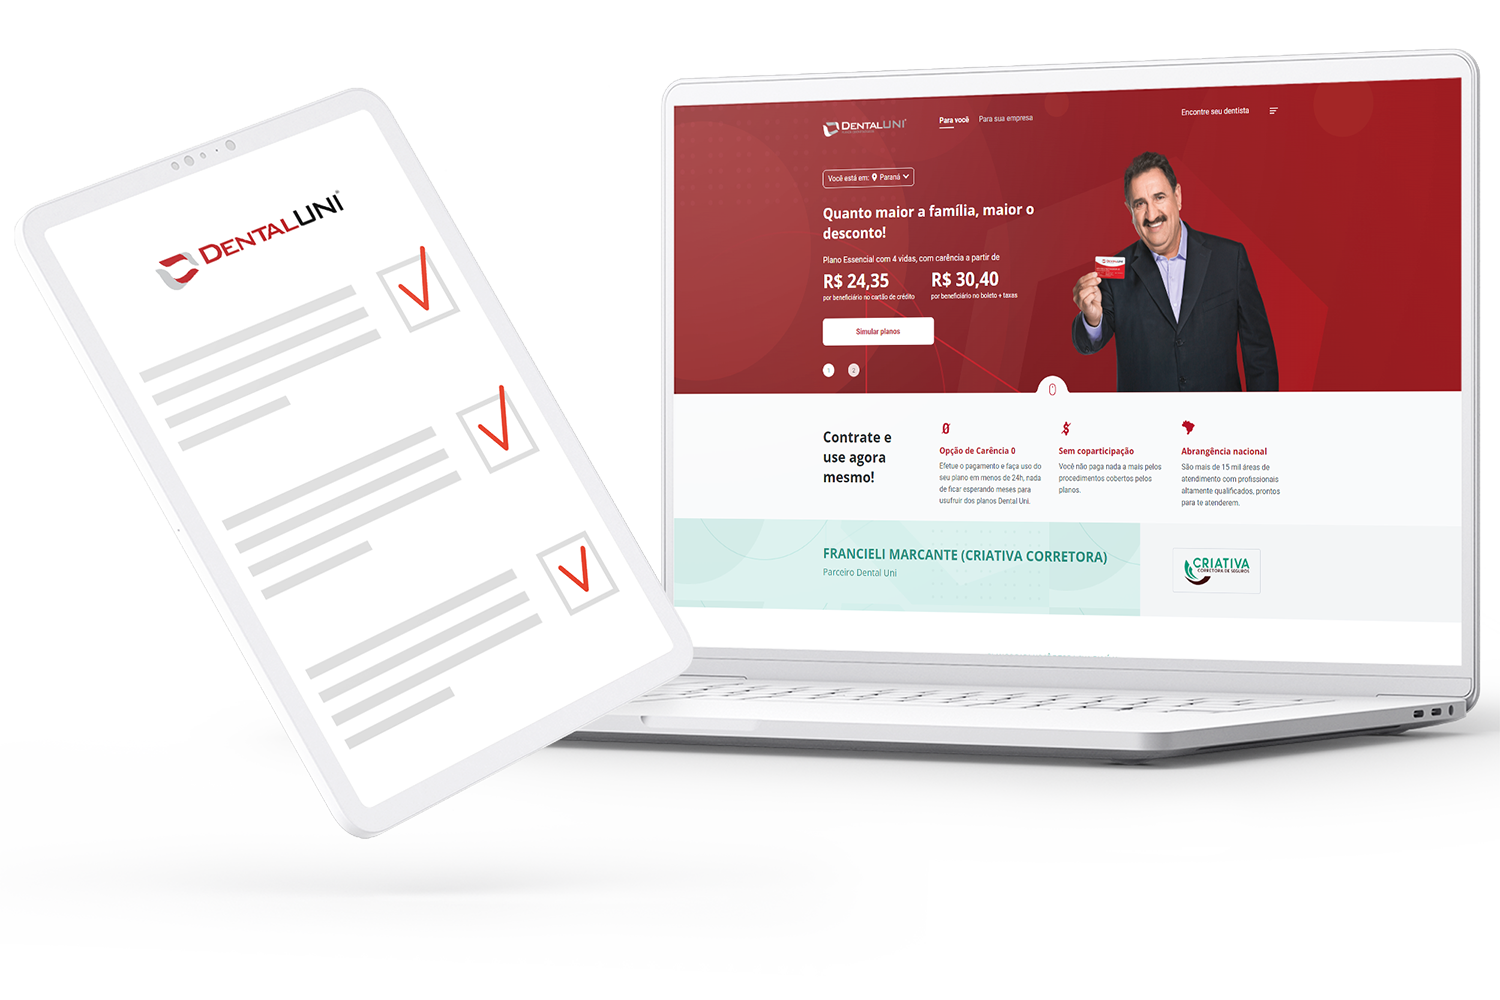 DENTALUNI
DENTALUNI
Para você
Para sua empresa
Encontre seu dentista
Você está em: Paraná
Quanto maior a família, maior o
desconto!
Plano Essencial com 4 vidas, com carência a partir de
R$ 24,35
por beneficiário no cartão de crédito
R$ 30,40
por beneficiário no boleto + taxas
Simular planos
1
2
DENTALUNI
Contrate e
use agora
mesmo!
Opção de Carência 0
Efetue o pagamento e faça uso do
seu plano em menos de 24h, nada
de ficar esperando meses para
usufruir dos planos Dental Uni.
Sem coparticipação
Você não paga nada a mais pelos
procedimentos cobertos pelos
planos.
Abrangência nacional
São mais de 15 mil áreas de
atendimento com profissionais
altamente qualificados, prontos
para te atenderem.
FRANCIELI MARCANTE (CRIATIVA CORRETORA)
Parceiro Dental Uni
CRIATIVA
CORRETORA DE SEGUROS